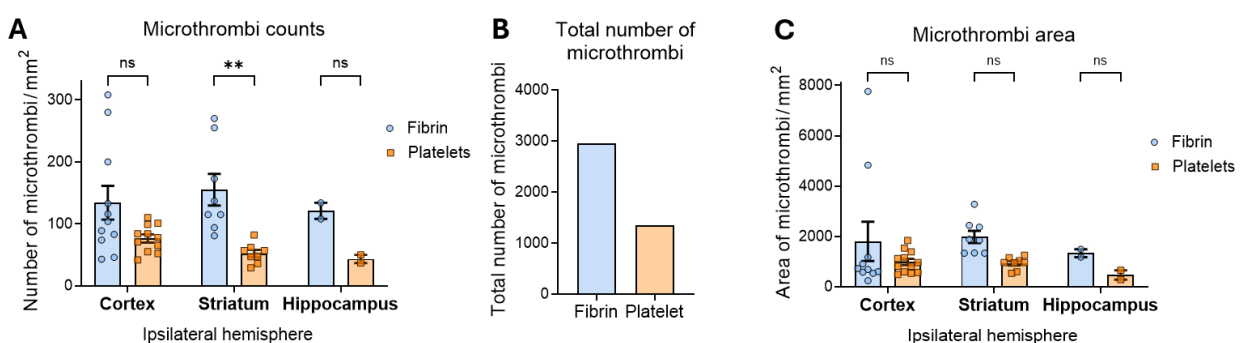 A
Microthrombi counts
Number of microthrombi/mm²
300
200
100
0
ns
**
ns
Fibrin
Platelets
Cortex Striatum Hippocampus
Ipsilateral hemisphere
B
Total number of
microthrombi
Total number of microthrombi
4000
3000
2000
1000
0
Fibrin Platelet
C
Microthrombi area
Area of microthrombi/mm²
8000
6000
4000
2000
0
ns
ns
ns
Fibrin
Platelets
Cortex Striatum Hippocampus
Ipsilateral hemisphere